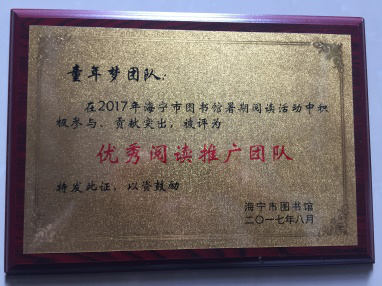 童年梦团队:
在2017年海宁市图书馆暑期阅读活动中积
极参与、贡献突出，被评为
优秀阅读推广团队
特发此证，以资鼓励
海宁市图书馆
二〇一七年八月